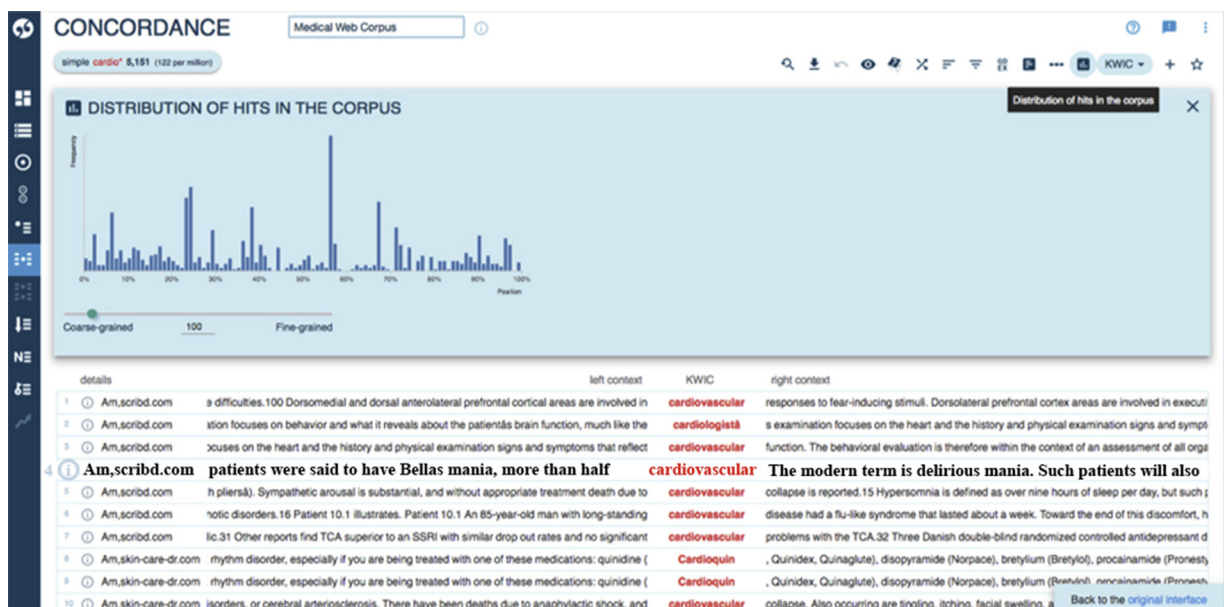 CONCORDANCE
Medical Web Corpus
simple cardio* 5,151 (122 per million)
KWIC
Distribution of hits in the corpus
DISTRIBUTION OF HITS IN THE CORPUS
Frequency
0% 10% 20% 30% 40% 50% 60% 70% 80% 90% 100%
Position
Coarse-grained 100 Fine-grained
details left context KWIC right context
1 Am,scribd.com e difficulties.100 Dorsomedial and dorsal anterolateral prefrontal cortical areas are involved in cardiovascular responses to fear-inducing stimuli. Dorsolateral prefrontal cortex areas are involved in executi
2 Am,scribd.com ation focuses on behavior and what it reveals about the patientâs brain function, much like the cardiologistâ s examination focuses on the heart and the history and physical examination signs and sympt
3 Am,scribd.com ocuses on the heart and the history and physical examination signs and symptoms that reflect cardiovascular function. The behavioral evaluation is therefore within the context of an assessment of all orga
4 Am,scribd.com patients were said to have Bellas mania, more than half cardiovascular The modern term is delirious mania. Such patients will also
5 Am,scribd.com h pliersâ). Sympathetic arousal is substantial, and without appropriate treatment death due to cardiovascular collapse is reported.15 Hypersomnia is defined as over nine hours of sleep per day, but such p
6 Am,scribd.com notic disorders.16 Patient 10.1 illustrates. Patient 10.1 An 85-year-old man with long-standing cardiovascular disease had a flu-like syndrome that lasted about a week. Toward the end of this discomfort, h
7 Am,scribd.com lic.31 Other reports find TCA superior to an SSRI with similar drop out rates and no significant cardiovascular problems with the TCA.32 Three Danish double-blind randomized controlled antidepressant d
8 Am,skin-care-dr.com rhythm disorder, especially if you are being treated with one of these medications: quinidine ( Cardioquin , Quinidex, Quinaglute), disopyramide (Norpace), bretylium (Bretylol), procainamide (Pronesty
9 Am,skin-care-dr.com rhythm disorder, especially if you are being treated with one of these medications: quinidine ( Cardioquin , Quinidex, Quinaglute), disopyramide (Norpace), bretylium (Bretylol), procainamide (Pronesty
10 Am,skin-care-dr.com isorders, or cerebral arteriosclerosis. There have been deaths due to anaphylactic shock, and cardiovascular collapse. Also occurring are tingling, itching, facial swelling, a
Back to the original interface